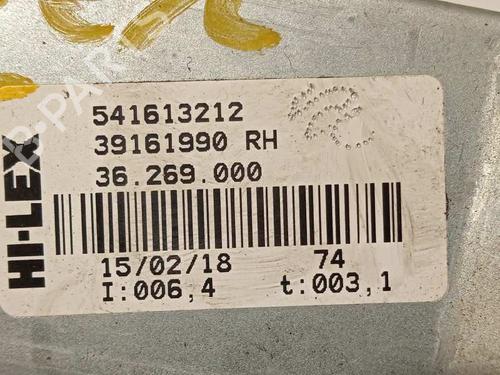 HI-LEX
541613212
39161990 RH
36.269.000
15/02/18 74
I:006,4 t:003,1